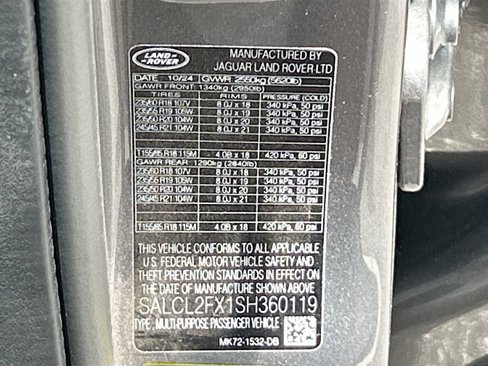 LAND ROVER
MANUFACTURED BY
JAGUAR LAND ROVER LTD
DATE 10/24 GVWR 2550kg (5620lb)
GAWR FRONT: 1340kg (2950lb)
TIRES RIMS PRESSURE (COLD)
235/60 R18 107V 8.0J x 18 340 kPa, 50 psi
235/55 R19 105W 8.0J x 19 340 kPa, 50 psi
235/50 R20 104W 8.0J x 20 340 kPa, 50 psi
245/45 R21 104W 8.0J x 21 340 kPa, 50 psi
T155/85 R18 115M 4.0B x 18 420 kPa, 60 psi
GAWR REAR: 1290kg (2840lb)
235/60 R18 107V 8.0J x 18 340 kPa, 50 psi
235/55 R19 105W 8.0J x 19 340 kPa, 50 psi
235/50 R20 104W 8.0J x 20 340 kPa, 50 psi
245/45 R21 104W 8.0J x 21 340 kPa, 50 psi
T155/85 R18 115M 4.0B x 18 420 kPa, 60 psi
THIS VEHICLE CONFORMS TO ALL APPLICABLE
U.S. FEDERAL MOTOR VEHICLE SAFETY AND
THEFT PREVENTION STANDARDS IN EFFECT ON
THE DATE OF MANUFACTURE SHOWN ABOVE
SALCL2FX1SH360119
TYPE: MULTI-PURPOSE PASSENGER VEHICLE
MK72-1532-DB